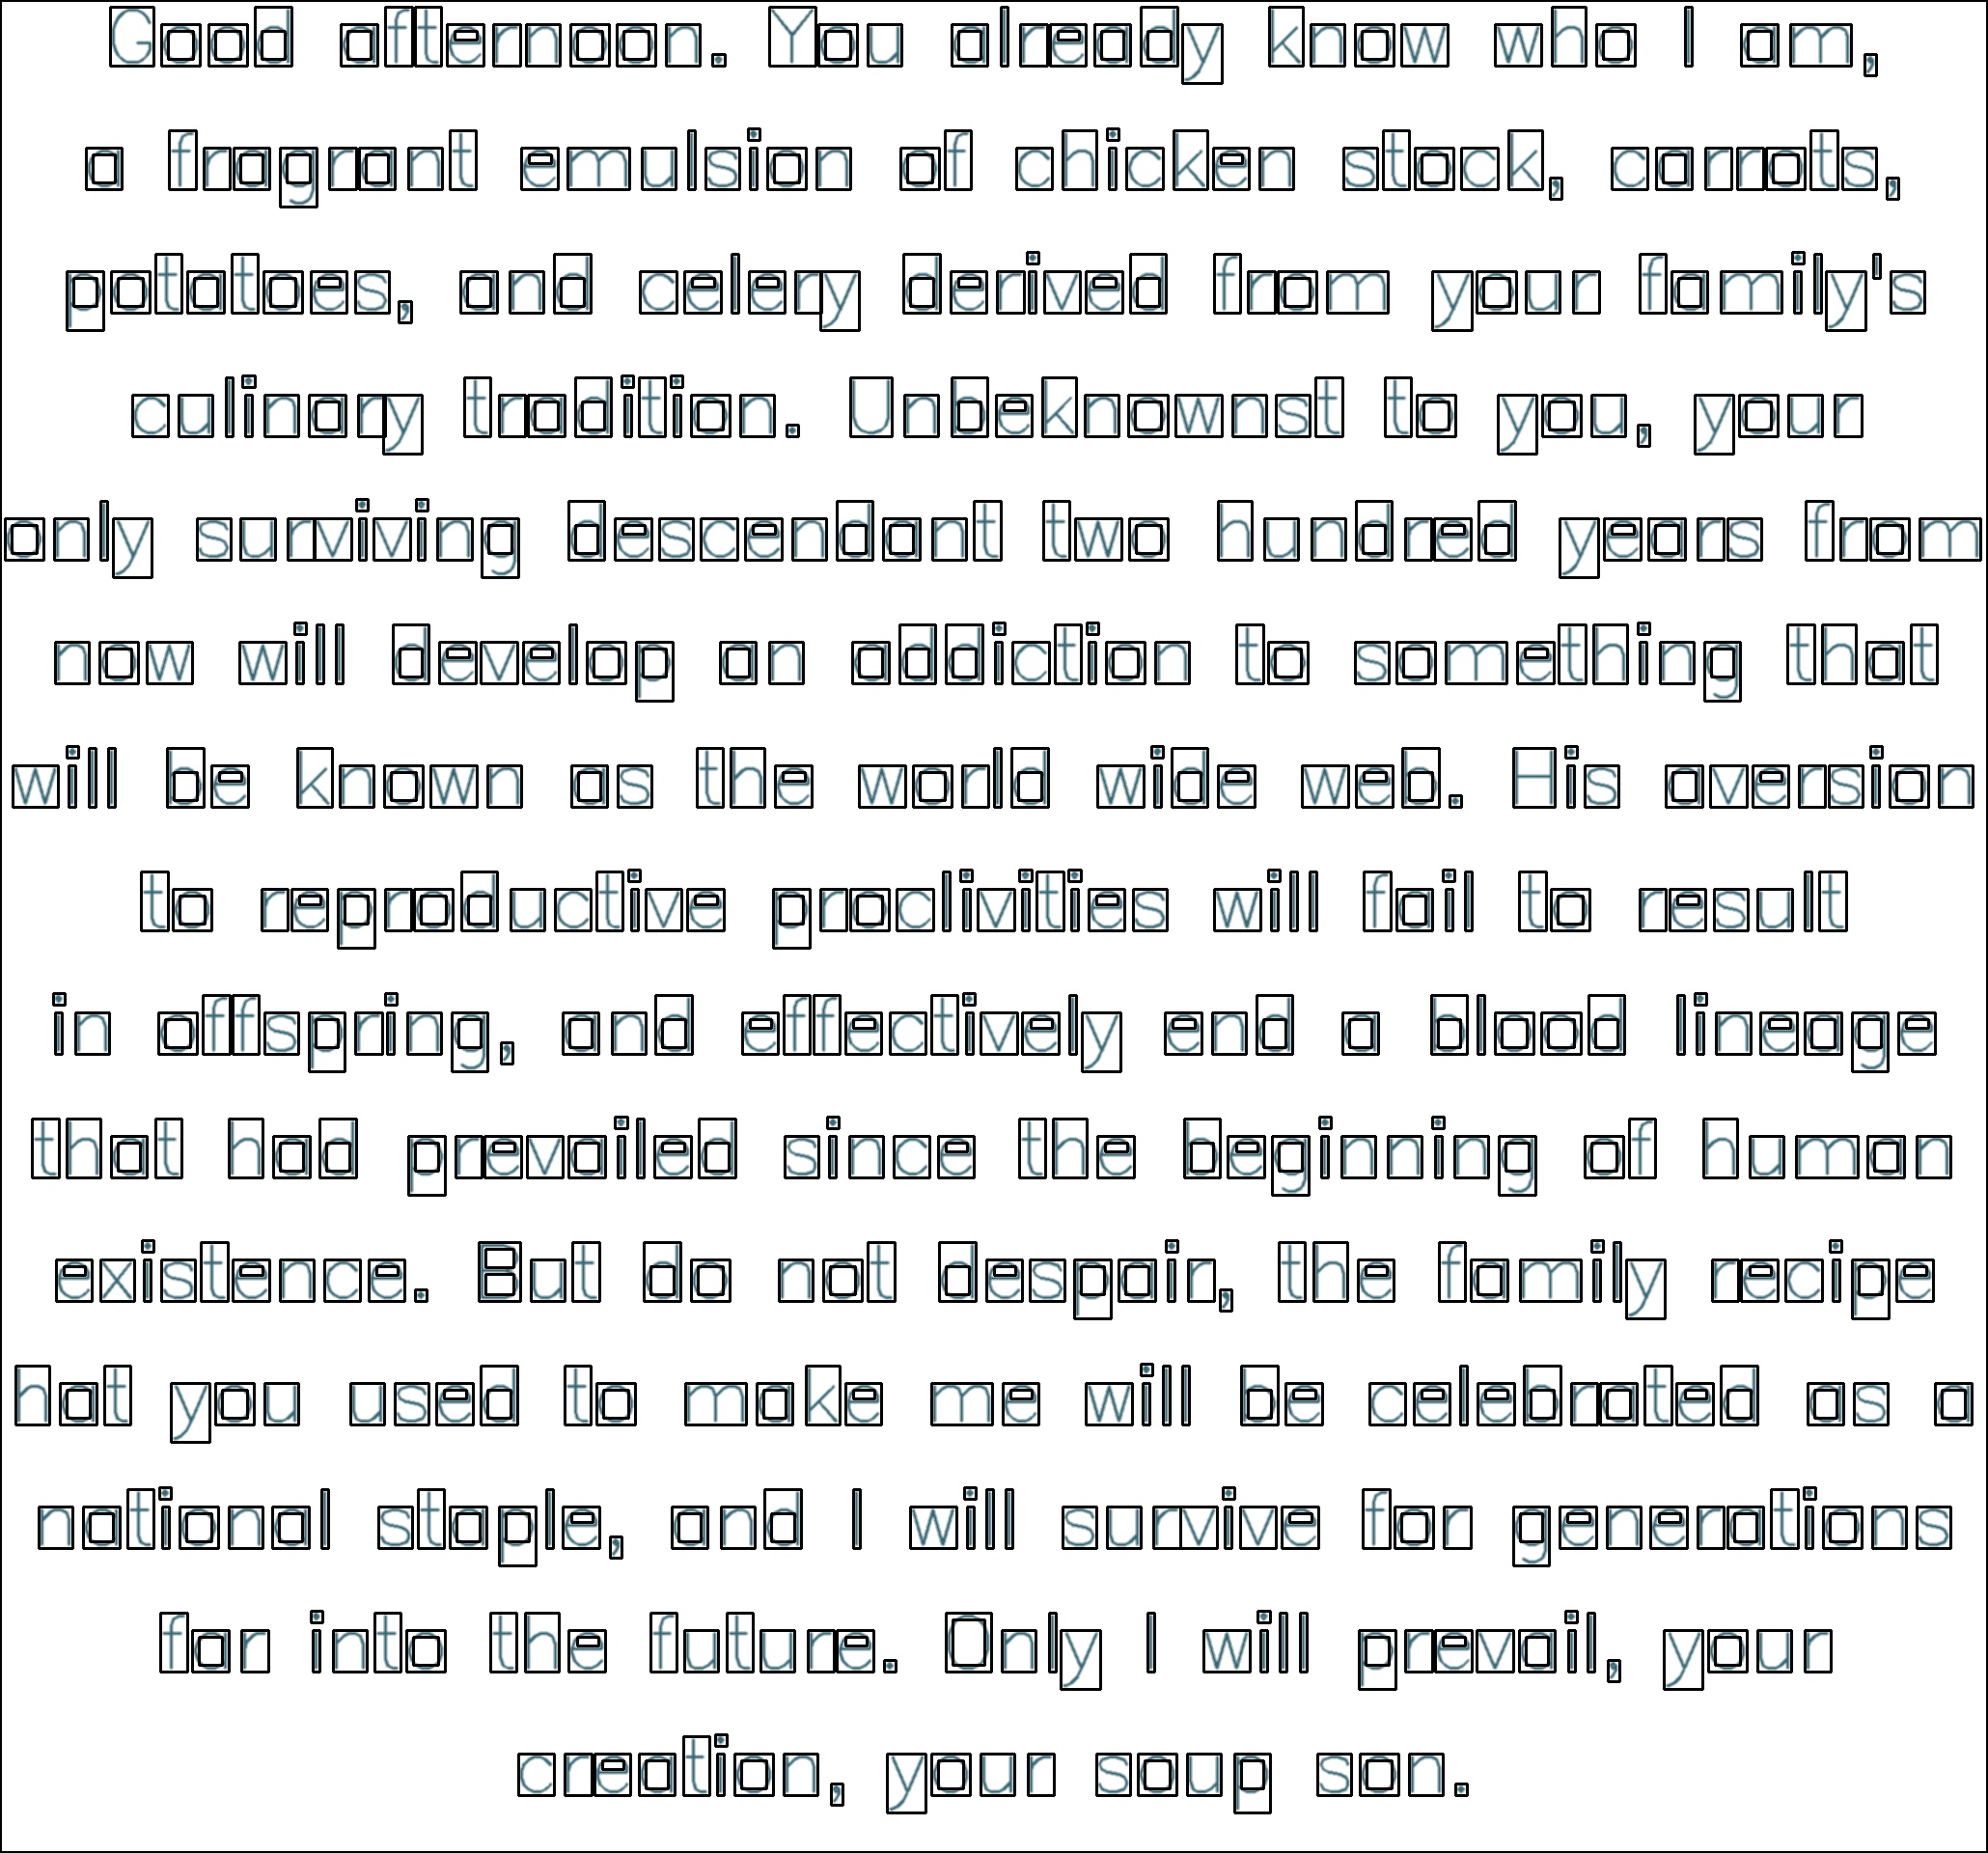 Good afternoon. You already know who I am,
a fragrant emulsion of chicken stock, carrots,
potatoes, and celery derived from your family's
culinary tradition. Unbeknownst to you, your
only surviving descendant two hundred years from
now will develop an addiction to something that
will be known as the world wide web. His aversion
to reproductive proclivities will fail to result
in offspring, and effectively end a blood lineage
that had prevailed since the beginning of human
existence. But do not despair, the family recipe
hat you used to make me will be celebrated as a
national staple, and I will survive for generations
far into the future. Only I will prevail, your
creation, your soup son.